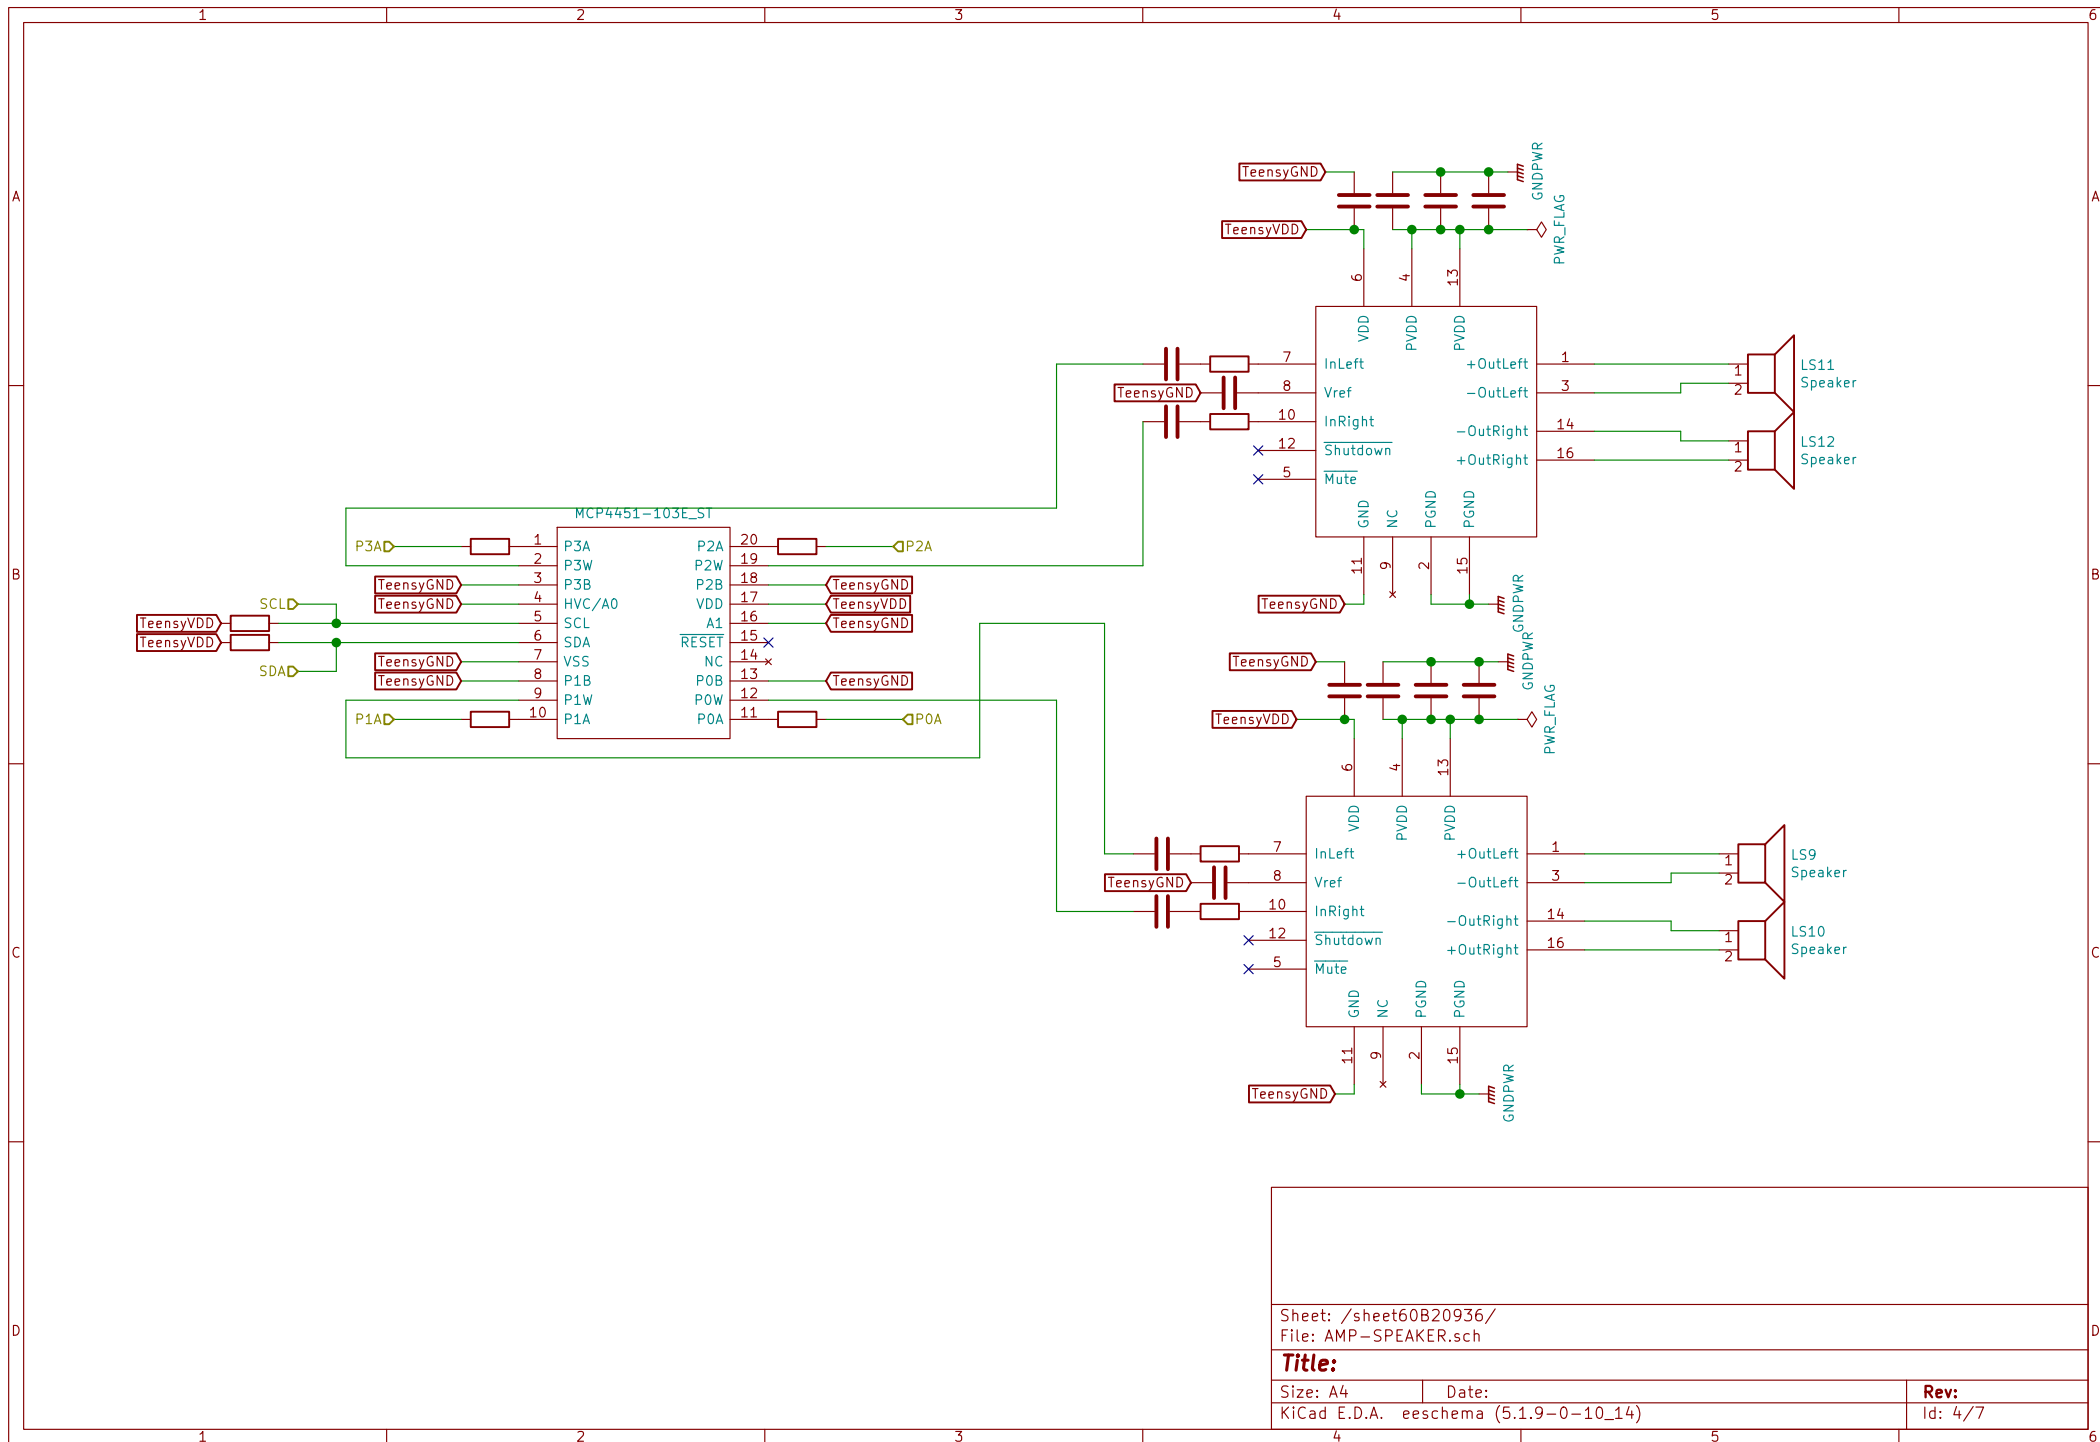 1 2 3 4 5 6
A A
B B
C C
D D
1 2 3 4 5 6
TeensyGND
GNDPWR
TeensyVDD
PWR_FLAG
6 4 13
VDD PVDD PVDD
7 InLeft +OutLeft 1
TeensyGND 8 Vref -OutLeft 3
10 InRight -OutRight 14
12 Shutdown +OutRight 16
5 Mute
GND NC PGND PGND
11 9 2 15
TeensyGND
GNDPWR
1 LS11
2 Speaker
1 LS12
2 Speaker
MCP4451-103E_ST
P3A 1 P3A P2A 20 P2A
2 P3W P2W 19
TeensyGND 3 P3B P2B 18 TeensyGND
SCL TeensyGND 4 HVC/A0 VDD 17 TeensyVDD
TeensyVDD 5 SCL A1 16 TeensyGND
TeensyVDD 6 SDA RESET 15
SDA TeensyGND 7 VSS NC 14
TeensyGND 8 P1B P0B 13 TeensyGND
9 P1W P0W 12
P1A 10 P1A P0A 11 P0A
TeensyGND
GNDPWR
TeensyVDD
PWR_FLAG
6 4 13
VDD PVDD PVDD
7 InLeft +OutLeft 1
TeensyGND 8 Vref -OutLeft 3
10 InRight -OutRight 14
12 Shutdown +OutRight 16
5 Mute
GND NC PGND PGND
11 9 2 15
TeensyGND
GNDPWR
1 LS9
2 Speaker
1 LS10
2 Speaker
Sheet: /sheet60B20936/
File: AMP-SPEAKER.sch
Title:
Size: A4 Date: Rev:
KiCad E.D.A. eeschema (5.1.9-0-10_14) Id: 4/7